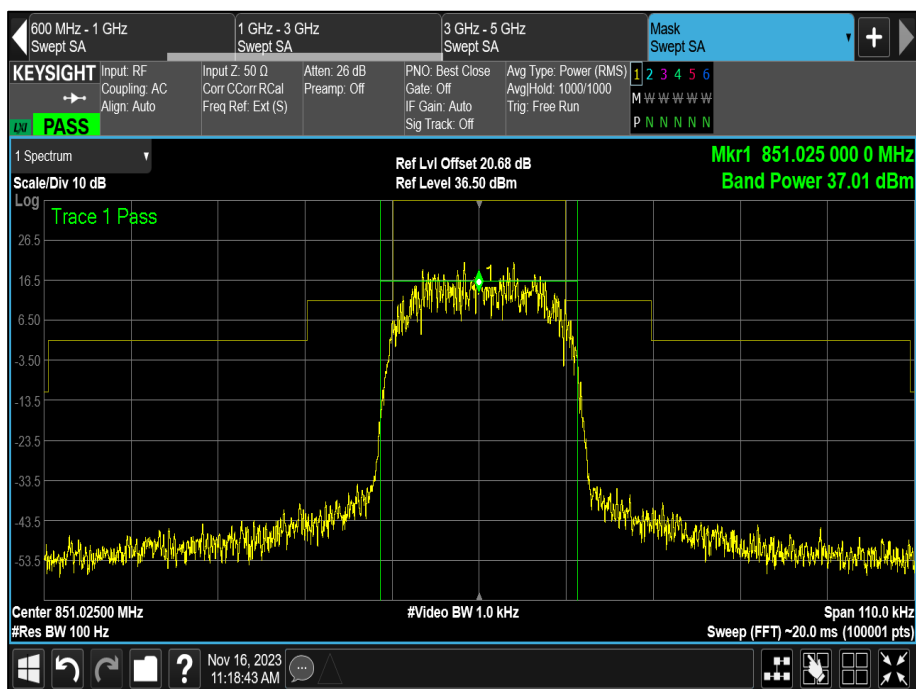 600 MHz - 1 GHz
Swept SA
1 GHz - 3 GHz
Swept SA
3 GHz - 5 GHz
Swept SA
Mask
Swept SA
+
KEYSIGHT
LXI PASS
Input: RF
Coupling: AC
Align: Auto
Input Z: 50 Ω
Corr CCorr RCal
Freq Ref: Ext (S)
Atten: 26 dB
Preamp: Off
PNO: Best Close
Gate: Off
IF Gain: Auto
Sig Track: Off
Avg Type: Power (RMS)
Avg|Hold: 1000/1000
Trig: Free Run
1 2 3 4 5 6
M W W W W W
P N N N N N
1 Spectrum
Scale/Div 10 dB
Ref Lvl Offset 20.68 dB
Ref Level 36.50 dBm
Mkr1 851.025 000 0 MHz
Band Power 37.01 dBm
Log
Trace 1 Pass
26.5
16.5
6.50
-3.50
-13.5
-23.5
-33.5
-43.5
-53.5
1
Center 851.02500 MHz
#Res BW 100 Hz
#Video BW 1.0 kHz
Span 110.0 kHz
Sweep (FFT) ~20.0 ms (100001 pts)
?
Nov 16, 2023
11:18:43 AM